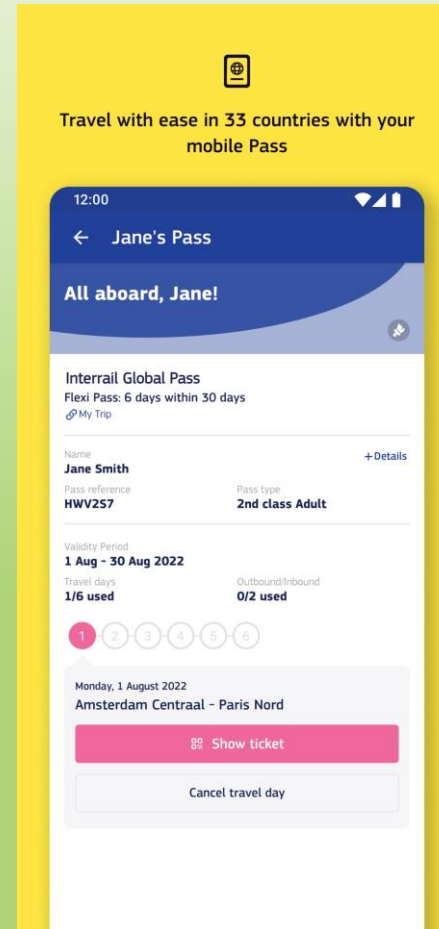 Travel with ease in 33 countries with your
mobile Pass
12:00
Jane's Pass
All aboard, Jane!
Interrail Global Pass
Flexi Pass: 6 days within 30 days
My Trip
Name
+ Details
Jane Smith
Pass reference Pass type
HWV2S7 2nd class Adult
Validity Period
1 Aug - 30 Aug 2022
Travel days Outbound/Inbound
1/6 used 0/2 used
1 2 3 4 5 6
Monday, 1 August 2022
Amsterdam Centraal - Paris Nord
Show ticket
Cancel travel day